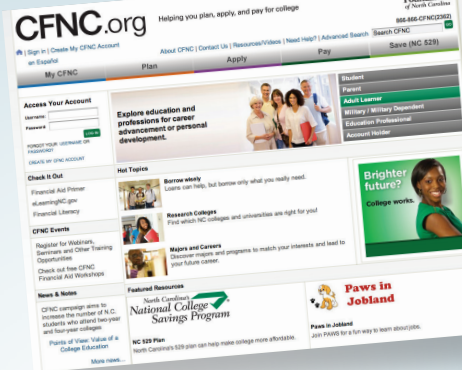 of North Carolina
CFNC.org
Helping you plan, apply, and pay for college
866-866-CFNC(2362)
Sign in | Create My CFNC Account
en Español
About CFNC | Contact Us | Resources/Videos | Need Help? | Advanced Search
Search CFNC
GO
My CFNC
Plan
Apply
Pay
Save (NC 529)
Access Your Account
Username:
Password:
LOG IN
FORGOT YOUR USERNAME OR
PASSWORD?
CREATE MY CFNC ACCOUNT
Explore education and
professions for career
advancement or personal
development.
Student
Parent
Adult Learner
Military / Military Dependent
Education Professional
Account Holder
Check It Out
Financial Aid Primer
eLearningNC.gov
Financial Literacy
CFNC Events
Register for Webinars,
Seminars and Other Training
Opportunities
Check out free CFNC
Financial Aid Workshops
News & Notes
CFNC campaign aims to
increase the number of N.C.
students who attend two-year
and four-year colleges
Points of View: Value of a
College Education
More news...
Hot Topics
Borrow wisely
Loans can help, but borrow only what you really need.
Research Colleges
Find which NC colleges and universities are right for you!
Majors and Careers
Discover majors and programs to match your interests and lead to
your future career.
Brighter
future?
College works.
Featured Resources
North Carolina's
National College
Savings Program
NC 529 Plan
North Carolina's 529 plan can help make college more affordable.
Paws in
Jobland
Paws in Jobland
Join PAWS for a fun way to learn about jobs.